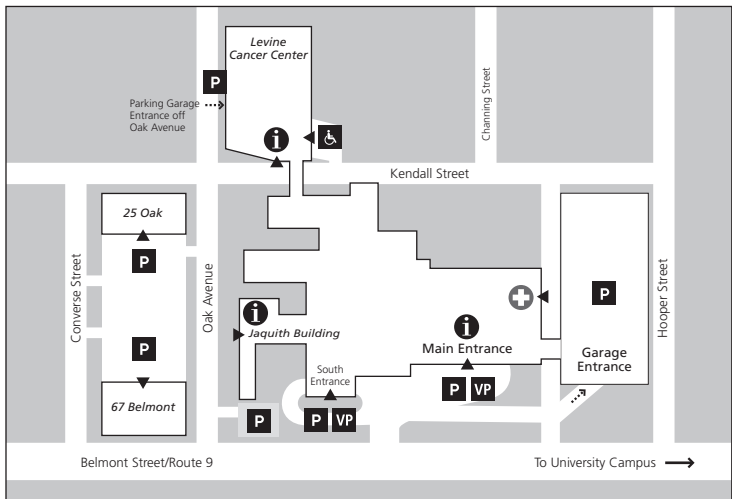 Levine
Cancer Center
P
Parking Garage
Entrance off
Oak Avenue
i
Channing Street
Kendall Street
25 Oak
P
Converse Street
Oak Avenue
P
67 Belmont
i
Jaquith Building
South
Entrance
P
P VP
i
Main Entrance
P VP
P
Garage
Entrance
Hooper Street
Belmont Street/Route 9
To University Campus